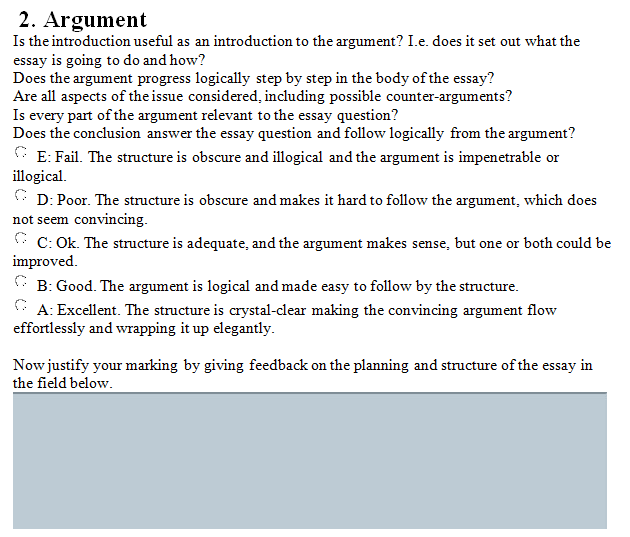 2. Argument
Is the introduction useful as an introduction to the argument? I.e. does it set out what the
essay is going to do and how?
Does the argument progress logically step by step in the body of the essay?
Are all aspects of the issue considered, including possible counter-arguments?
Is every part of the argument relevant to the essay question?
Does the conclusion answer the essay question and follow logically from the argument?
E: Fail. The structure is obscure and illogical and the argument is impenetrable or
illogical.
D: Poor. The structure is obscure and makes it hard to follow the argument, which does
not seem convincing.
C: Ok. The structure is adequate, and the argument makes sense, but one or both could be
improved.
B: Good. The argument is logical and made easy to follow by the structure.
A: Excellent. The structure is crystal-clear making the convincing argument flow
effortlessly and wrapping it up elegantly.
Now justify your marking by giving feedback on the planning and structure of the essay in
the field below.